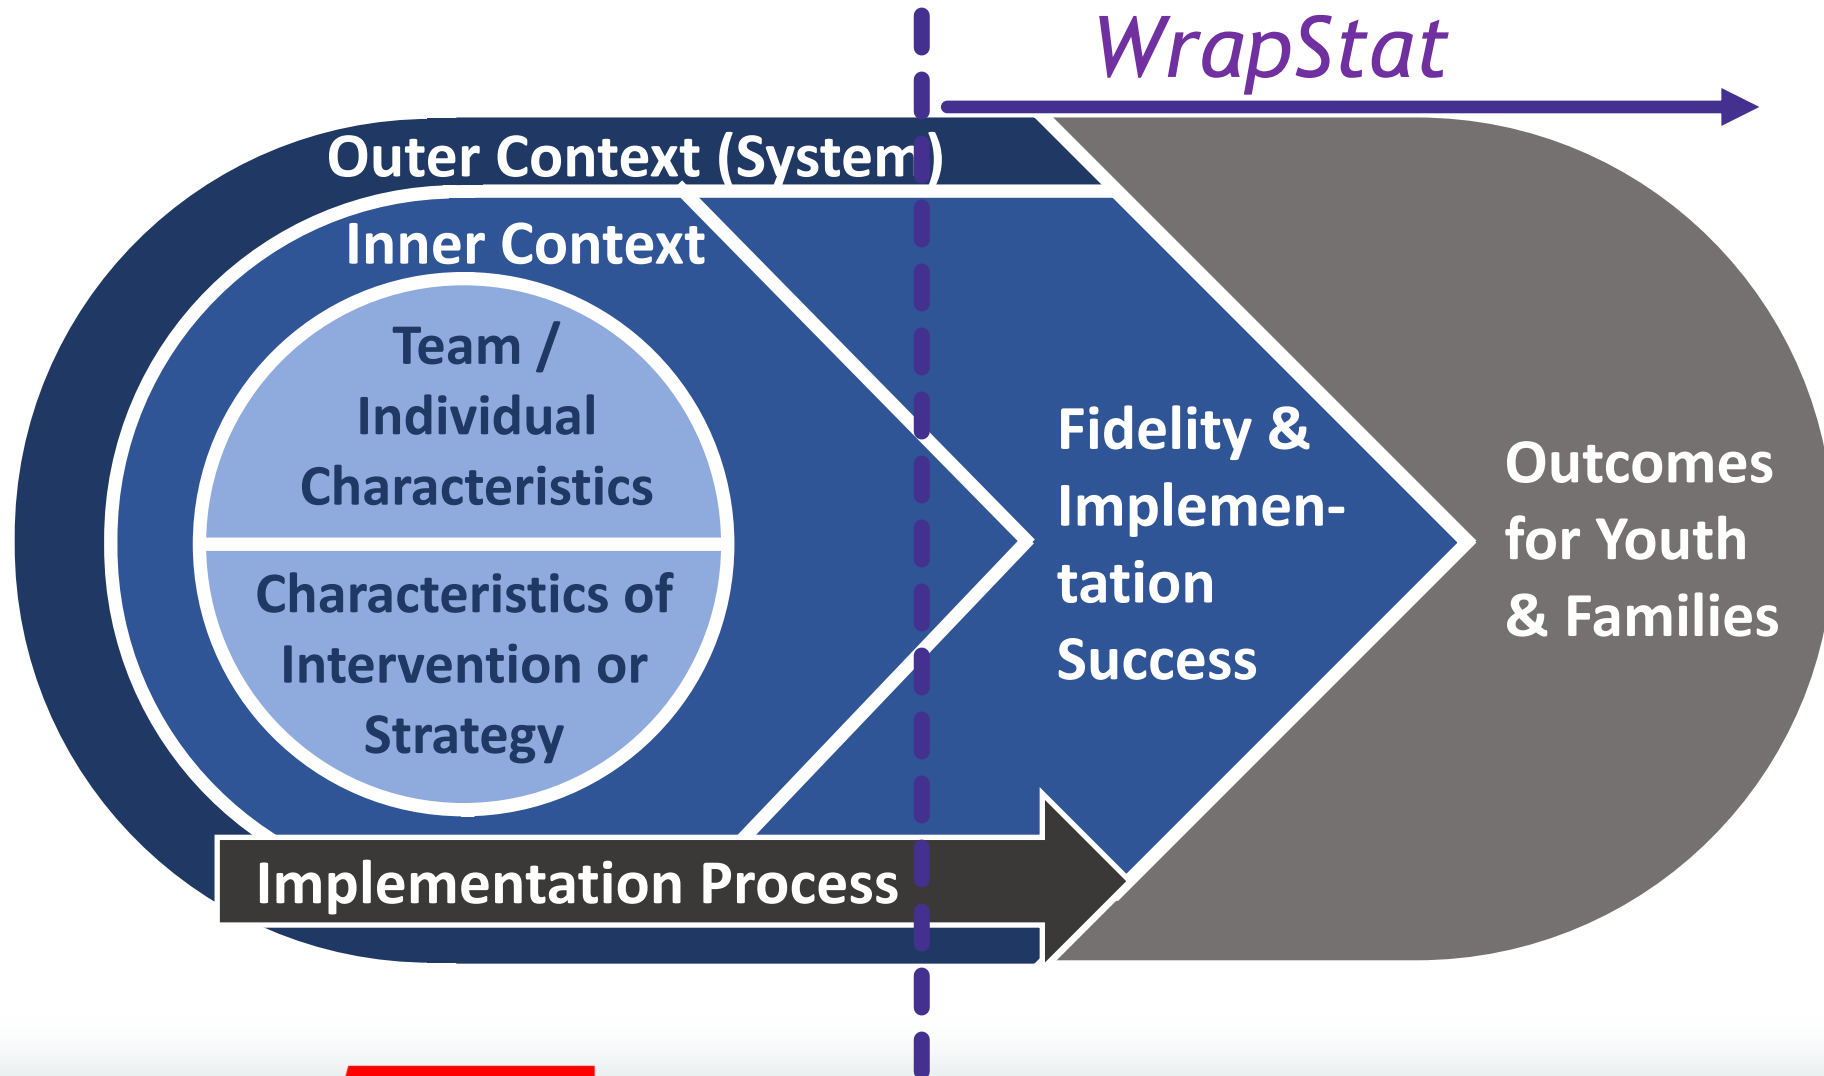 WrapStat
Outer Context (System)
Inner Context
Team /
Individual
Characteristics
Characteristics of
Intervention or
Strategy
Fidelity &
Implemen-
tation
Success
Outcomes
for Youth
& Families
Implementation Process